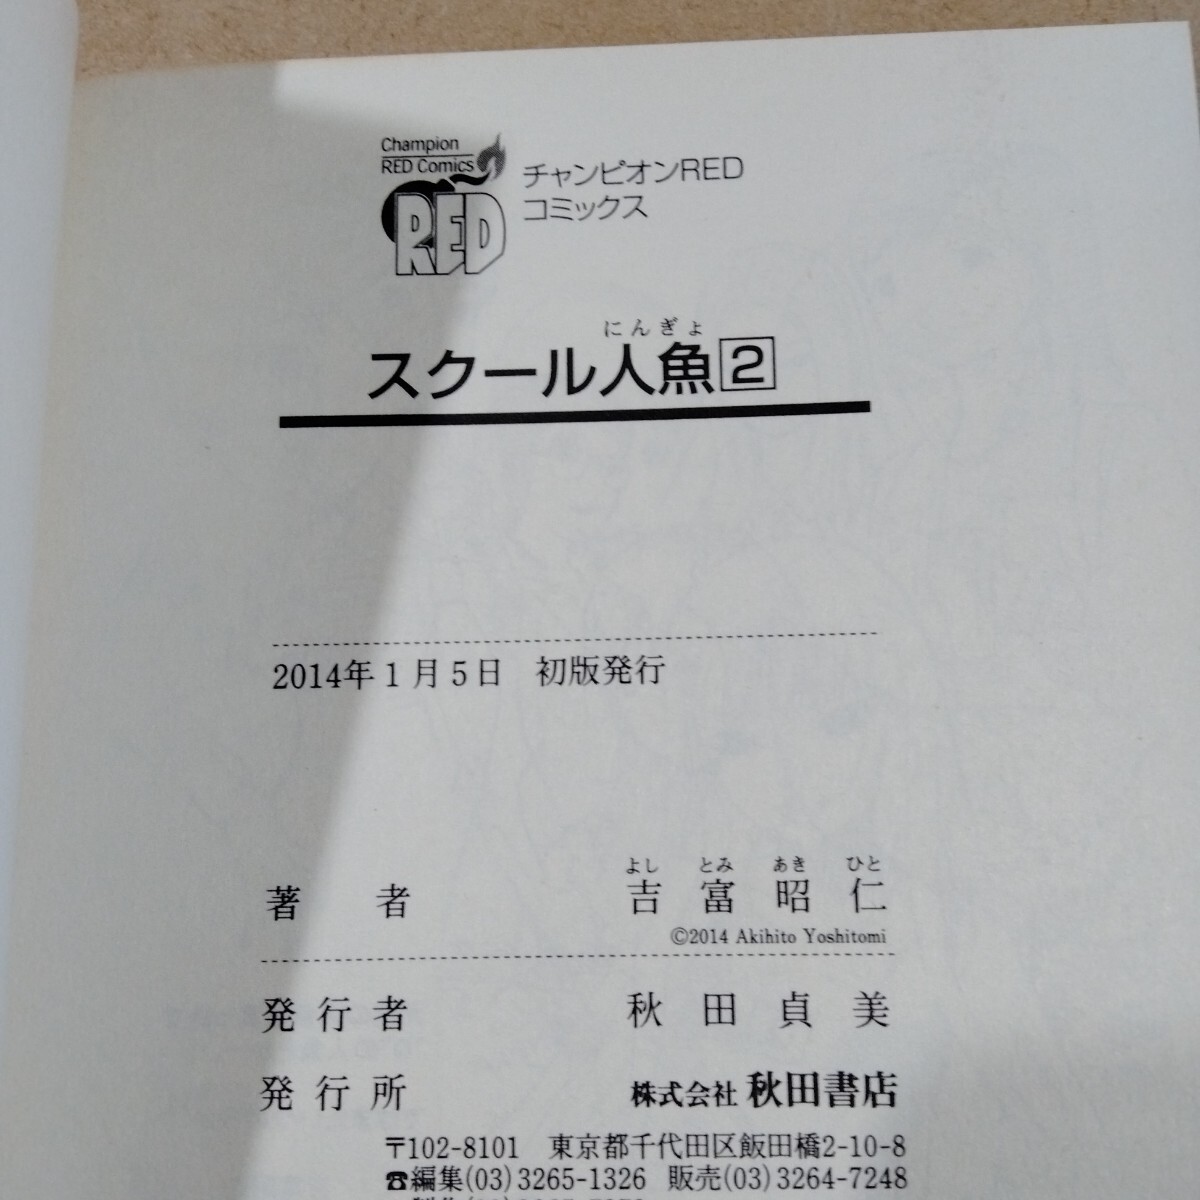 Champion
RED Comics
RED
チャンピオンRED
コミックス
にんぎょ
スクール人魚2
2014年1月5日 初版発行
よし とみ あき ひと
著者 吉富昭仁
©2014 Akihito Yoshitomi
発行者 秋田貞美
発行所 株式会社 秋田書店
〒102-8101 東京都千代田区飯田橋2-10-8
☎編集(03)3265-1326 販売(03)3264-7248